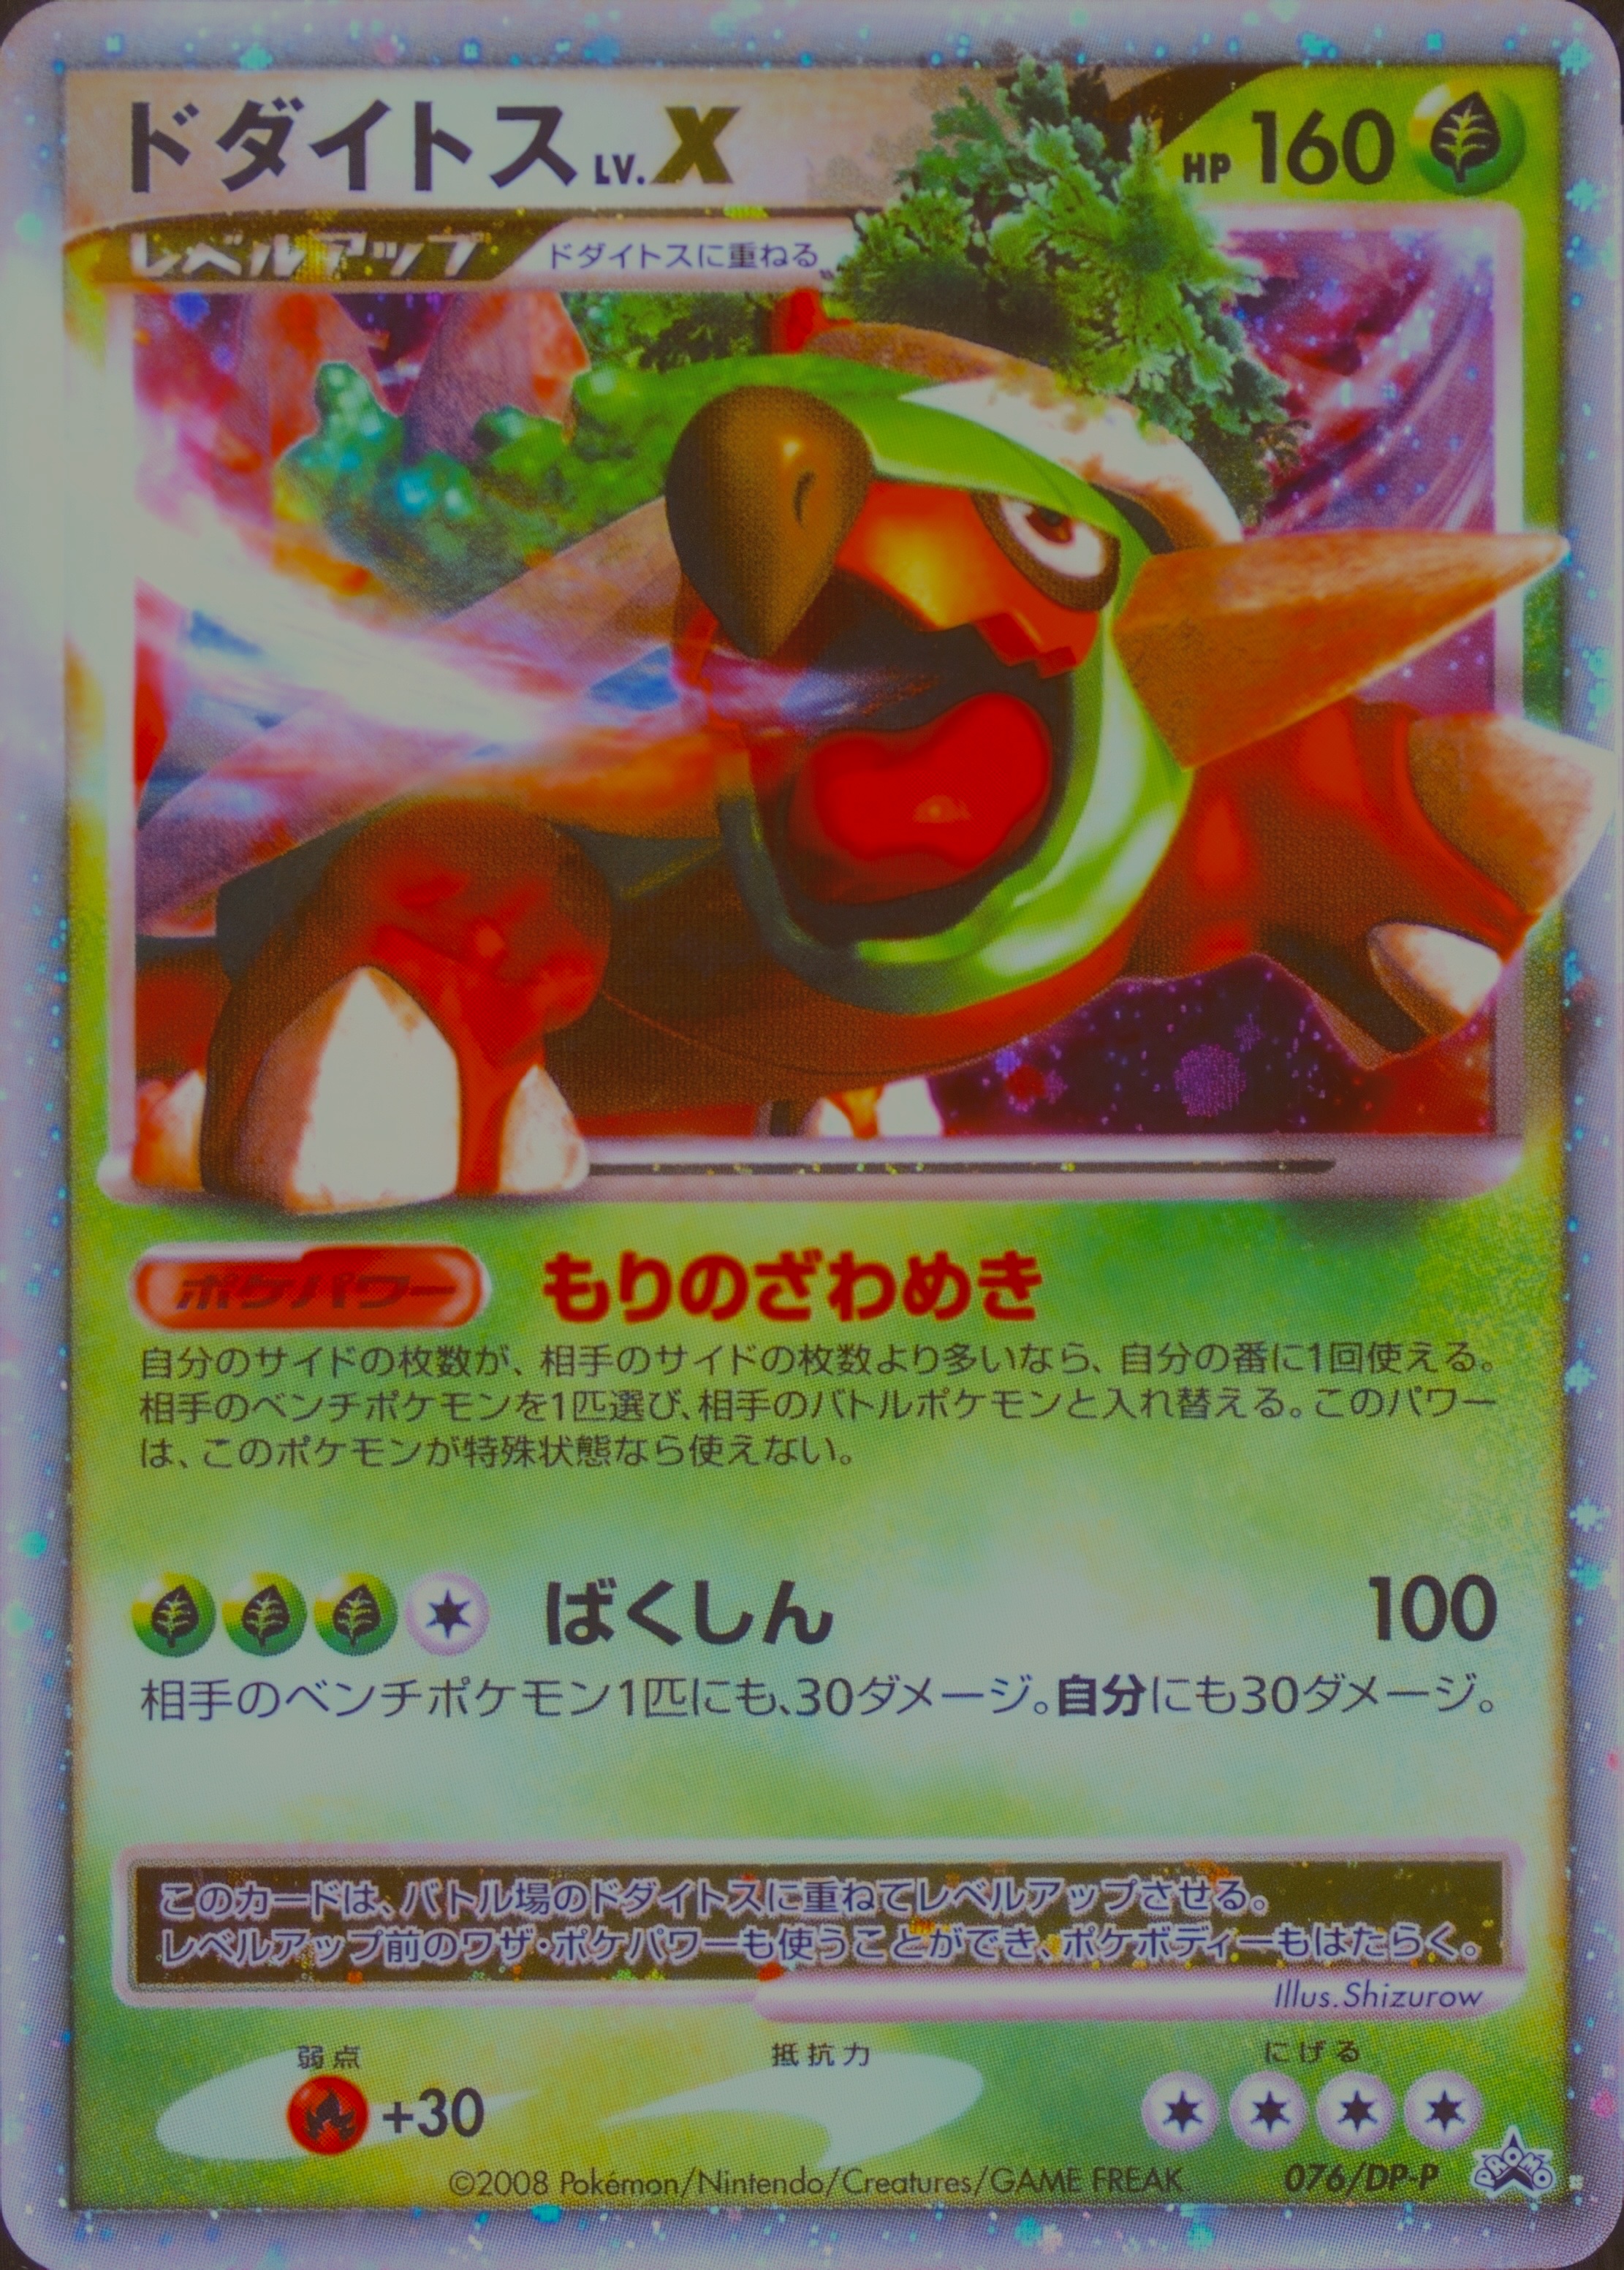 ドダイトス LV.X HP 160
レベルアップ ドダイトスに重ねる
ポケパワー もりのざわめき
自分のサイドの枚数が、相手のサイドの枚数より多いなら、自分の番に1回使える。
相手のベンチポケモンを1匹選び、相手のバトルポケモンと入れ替える。このパワー
は、このポケモンが特殊状態なら使えない。
ばくしん 100
相手のベンチポケモン1匹にも、30ダメージ。自分にも30ダメージ。
このカードは、バトル場のドダイトスに重ねてレベルアップさせる。
レベルアップ前のワザ・ポケパワーも使うことができ、ポケボディーもはたらく。
Illus.Shizurow
弱点 抵抗力 にげる
+30
©2008 Pokémon/Nintendo/Creatures/GAME FREAK 076/DP-P PROMO